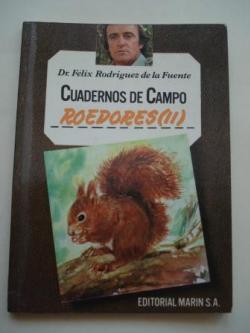 Dr. Félix Rodríguez de la Fuente
CUADERNOS DE CAMPO
ROEDORES (II)
EDITORIAL MARIN S.A.